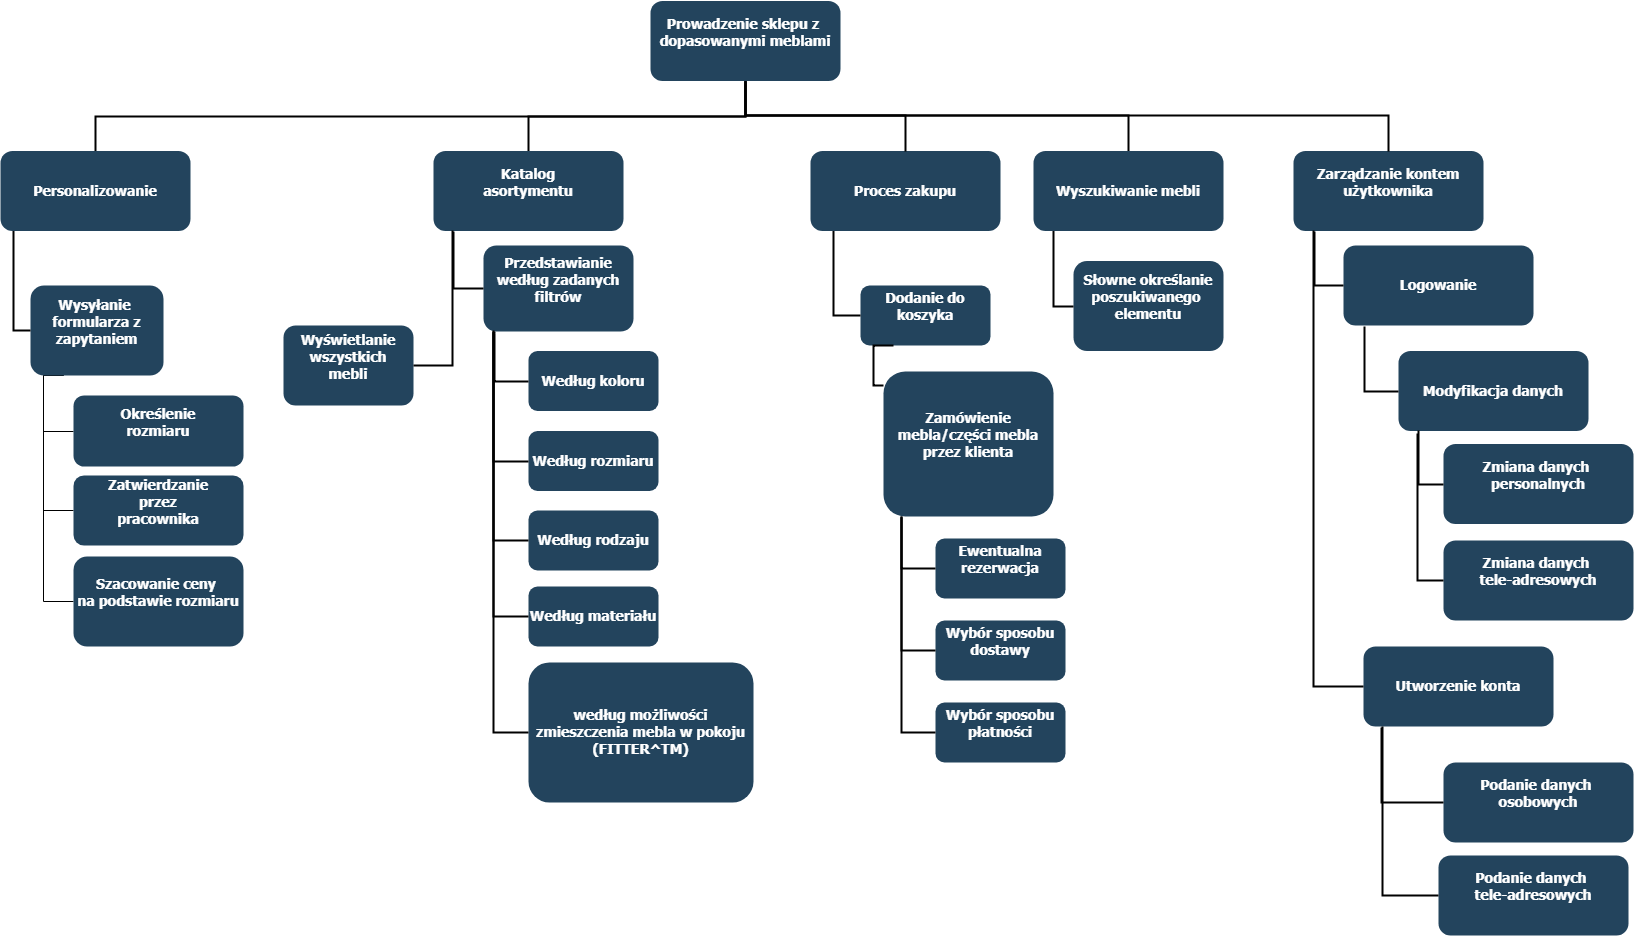 Prowadzenie sklepu z
dopasowanymi meblami
Personalizowanie
Wysyłanie
formularza z
zapytaniem
Określenie
rozmiaru
Zatwierdzanie
przez
pracownika
Szacowanie ceny
na podstawie rozmiaru
Katalog
asortymentu
Wyświetlanie
wszystkich
mebli
Przedstawianie
według zadanych
filtrów
Według koloru
Według rozmiaru
Według rodzaju
Według materiału
według możliwości
zmieszczenia mebla w pokoju
(FITTER^TM)
Proces zakupu
Dodanie do
koszyka
Zamówienie
mebla/części mebla
przez klienta
Ewentualna
rezerwacja
Wybór sposobu
dostawy
Wybór sposobu
płatności
Wyszukiwanie mebli
Słowne określanie
poszukiwanego
elementu
Zarządzanie kontem
użytkownika
Logowanie
Modyfikacja danych
Zmiana danych
personalnych
Zmiana danych
tele-adresowych
Utworzenie konta
Podanie danych
osobowych
Podanie danych
tele-adresowych